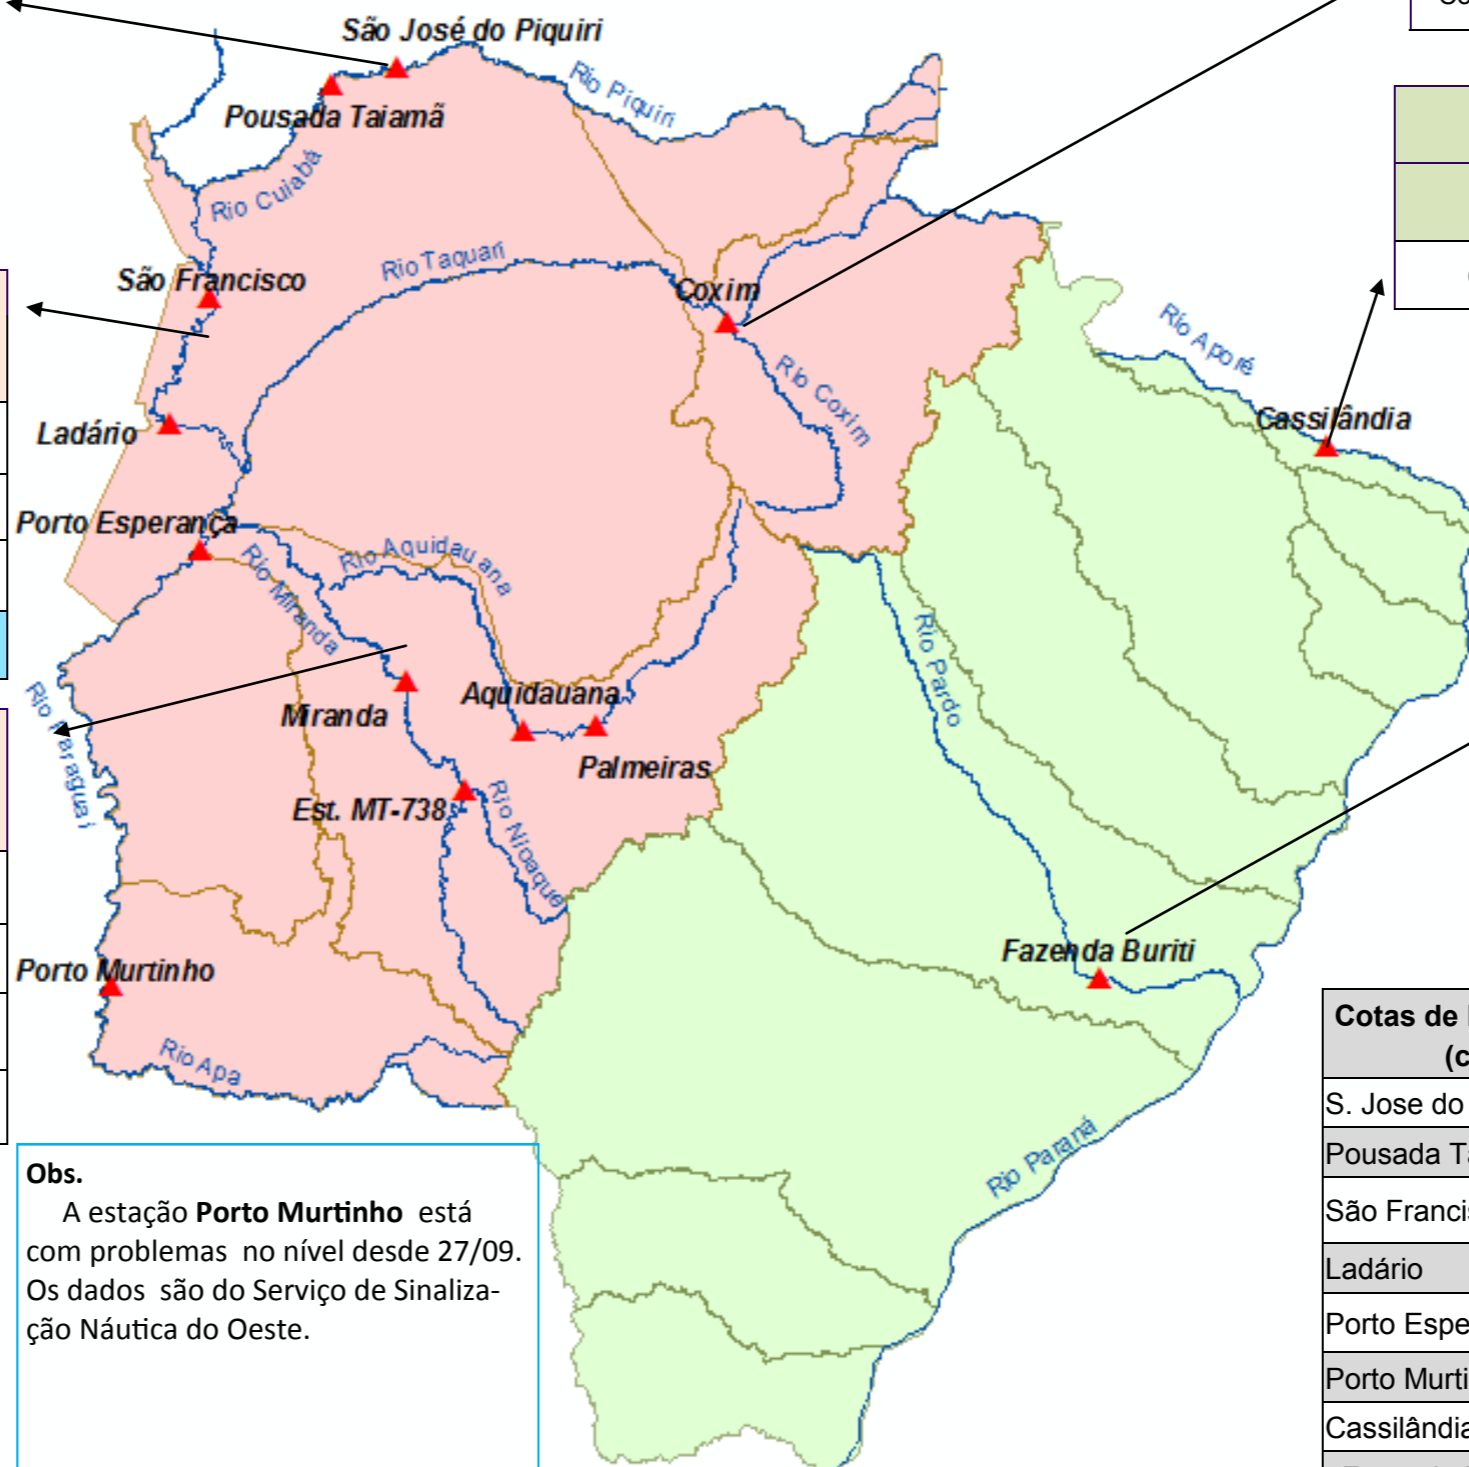 São José do Piquiri
Rio Piquiri
Pousada Taiamã
Rio Cuiabá
Rio Taquari
São Francisco
Coxim
Rio Aporé
Rio Coxim
Cassilândia
Ladário
Porto Esperança
Rio Aquidauana
Rio Miranda
Rio Pardo
Rio Paraguai
Aquidauana
Miranda
Palmeiras
Est. MT-738
Rio Nioaque
Fazenda Buriti
Porto Murtinho
Rio Apa
Rio Paraná
Obs.
A estação Porto Murtinho está
com problemas no nível desde 27/09.
Os dados são do Serviço de Sinaliza-
ção Náutica do Oeste.
Cotas de
(c
S. Jose do
Pousada Ta
São Francis
Ladário
Porto Espe
Porto Murti
Cassilândia